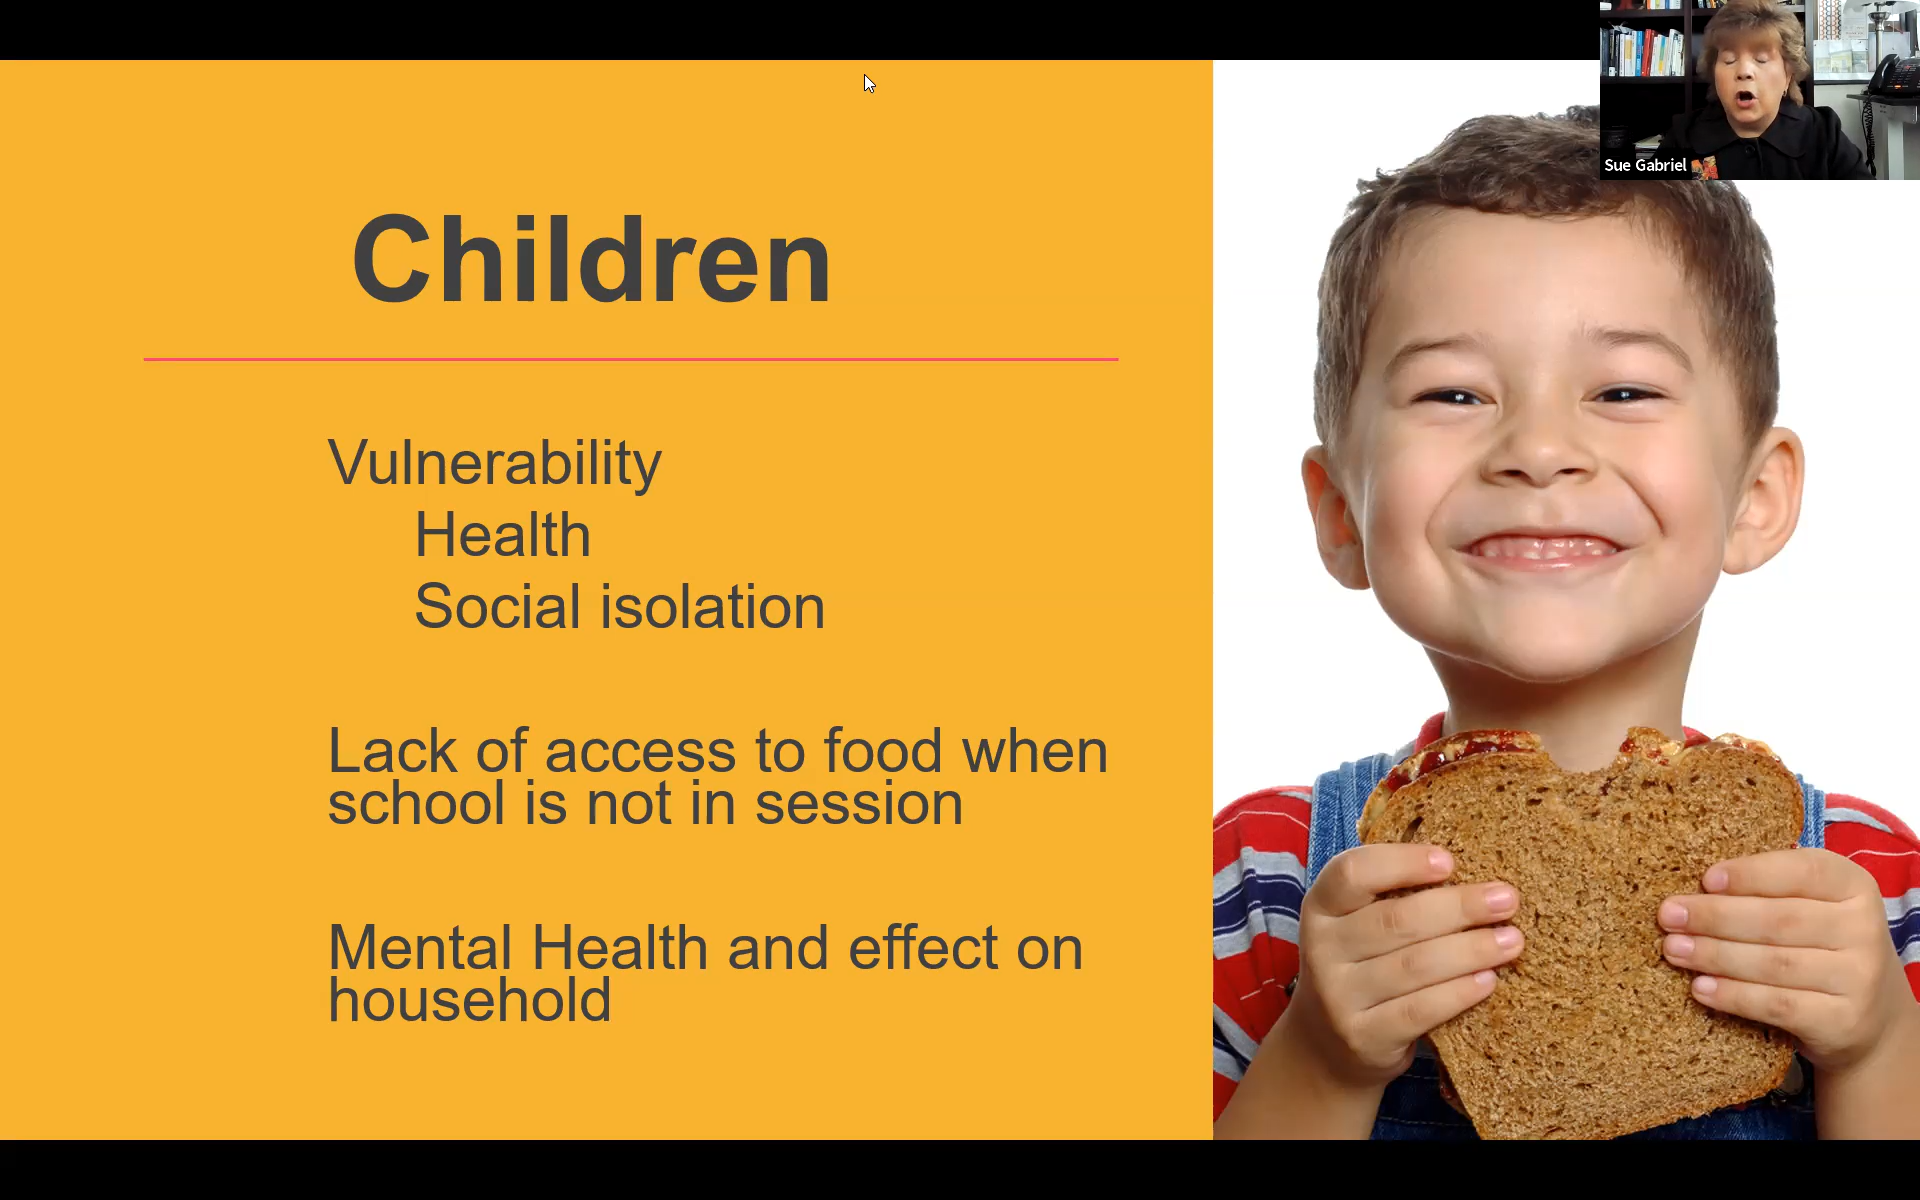 Children
Vulnerability
Health
Social isolation
Lack of access to food when
school is not in session
Mental Health and effect on
household
Sue Gabriel